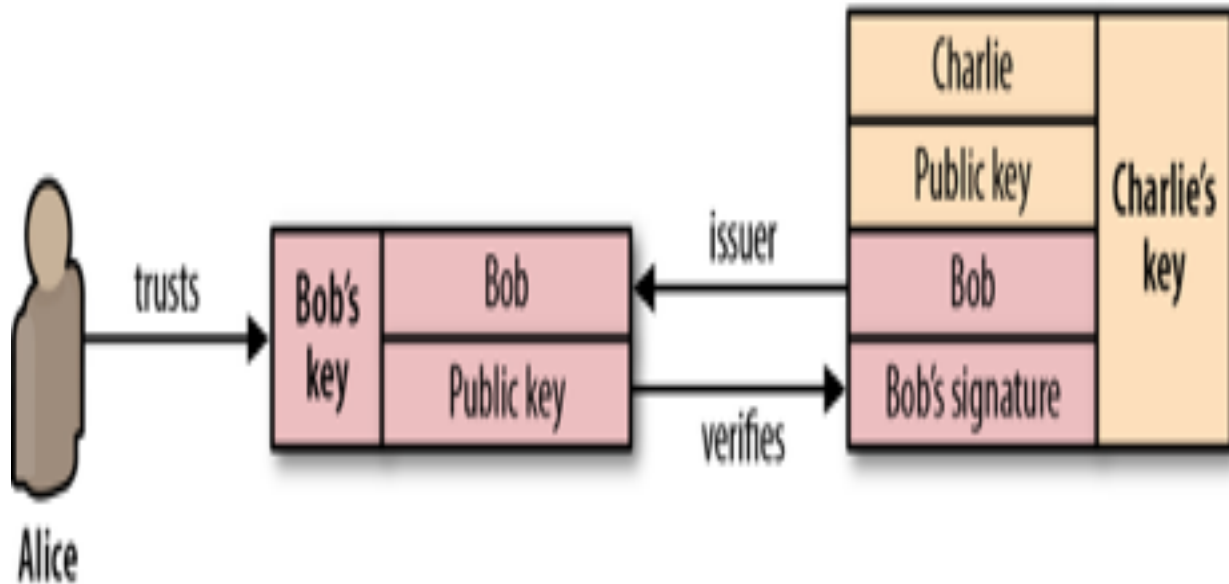 Alice
trusts
Bob's
key
Bob
Public key
issuer
verifies
Charlie
Public key
Bob
Bob's signature
Charlie's
key